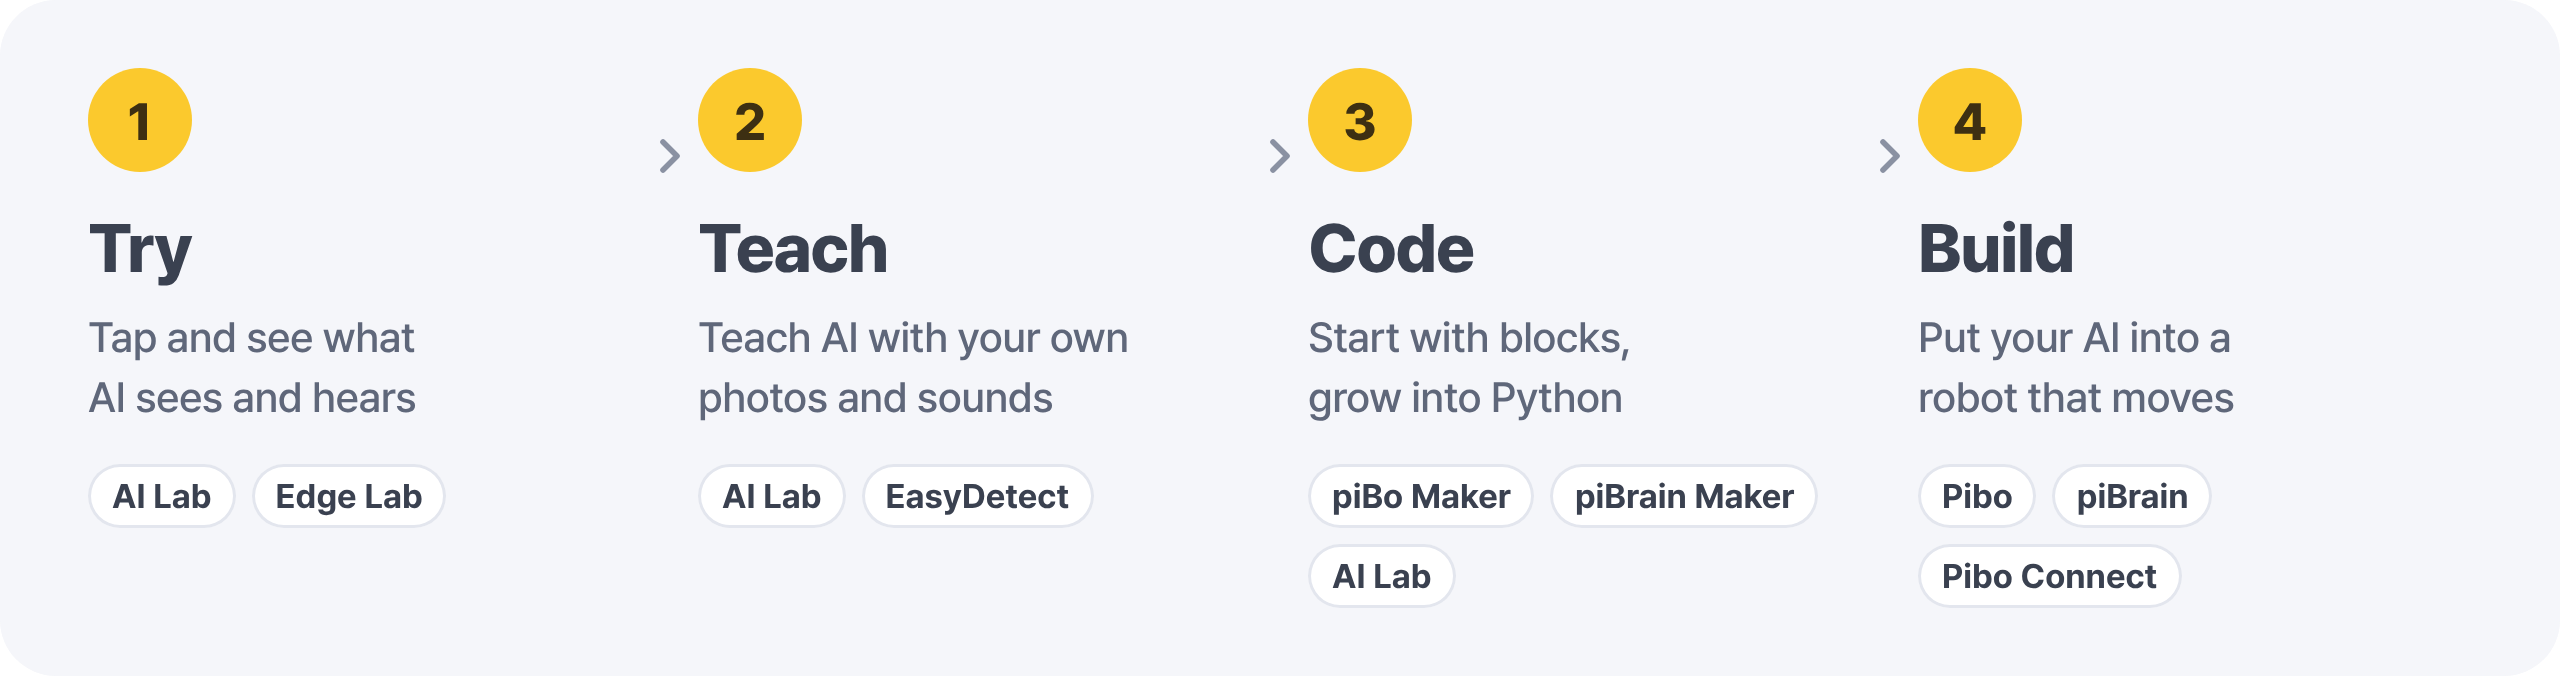 1
Try
Tap and see what
AI sees and hears
AI Lab
Edge Lab
2
Teach
Teach AI with your own
photos and sounds
AI Lab
EasyDetect
3
Code
Start with blocks,
grow into Python
piBo Maker
piBrain Maker
AI Lab
4
Build
Put your AI into a
robot that moves
Pibo
piBrain
Pibo Connect